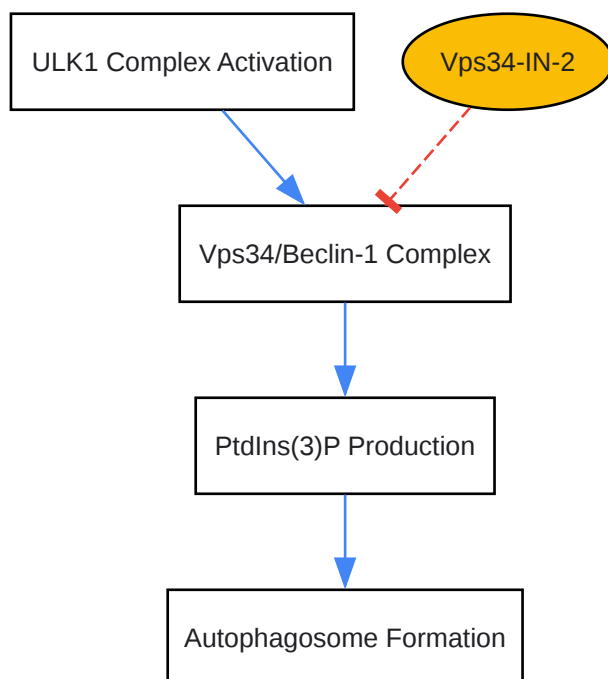 ULK1 Complex Activation
Vps34-IN-2
Vps34/Beclin-1 Complex
PtdIns(3)P Production
Autophagosome Formation